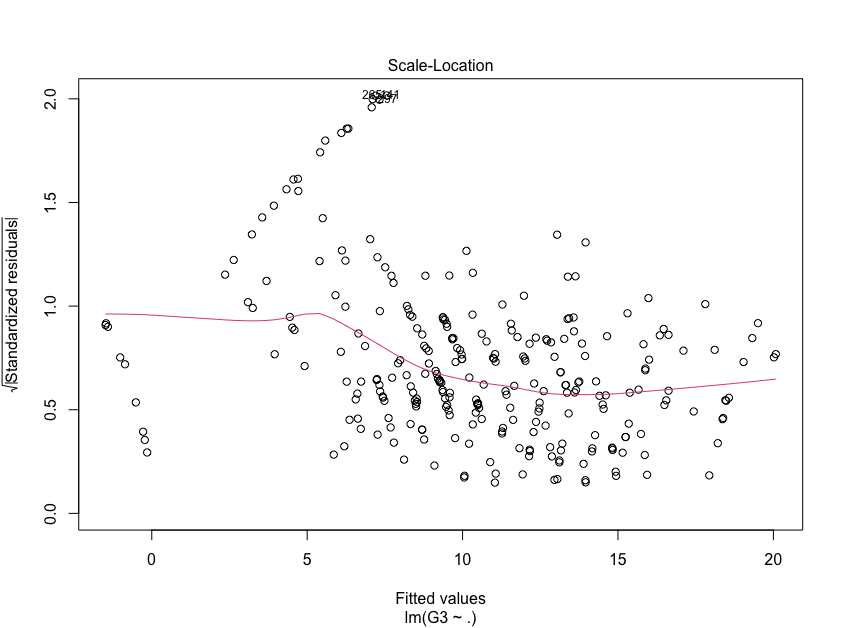 Scale-Location
2.0
1.5
1.0
0.5
0.0
√|Standardized residuals|
0 5 10 15 20
Fitted values
lm(G3 ~ .)